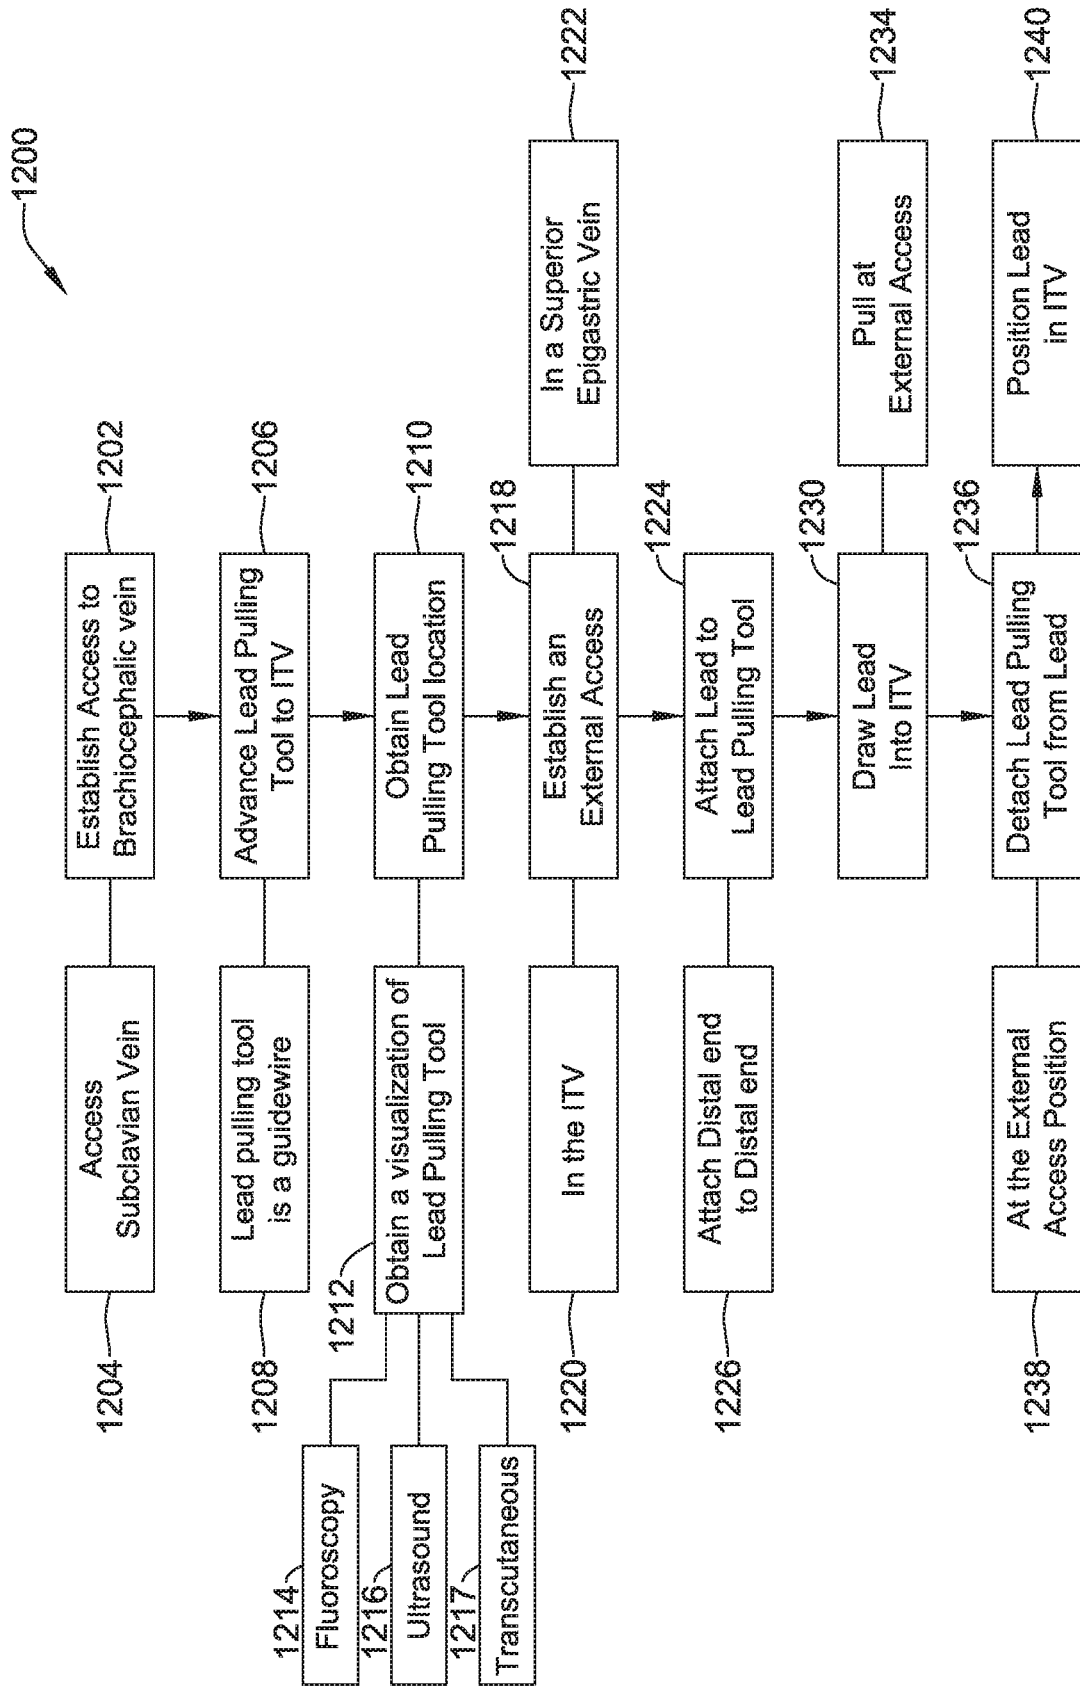 1200
Access
Subclavian Vein
1204
Establish Access to
Brachiocephalic vein
1202
Lead pulling tool
is a guidewire
1208
Advance Lead Pulling
Tool to ITV
1206
Fluoroscopy
1214
Ultrasound
1216
Transcutaneous
1217
Obtain a visualization of
Lead Pulling Tool
1212
Obtain Lead
Pulling Tool location
1210
In the ITV
1220
Establish an
External Access
1218
In a Superior
Epigastric Vein
1222
Attach Distal end
to Distal end
1226
Attach Lead to
Lead Pulling Tool
1224
Draw Lead
Into ITV
1230
Pull at
External Access
1234
At the External
Access Position
1238
Detach Lead Pulling
Tool from Lead
1236
Position Lead
in ITV
1240